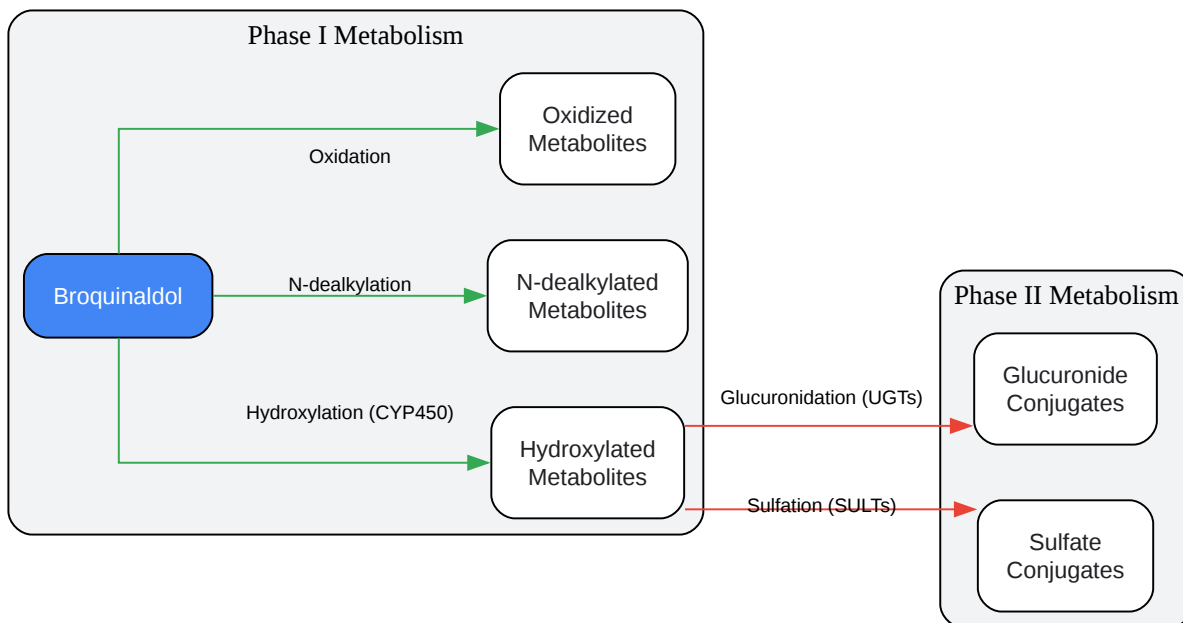 Phase I Metabolism
Oxidized
Metabolites
Oxidation
Broquinaldol
N-dealkylation
N-dealkylated
Metabolites
Hydroxylation (CYP450)
Hydroxylated
Metabolites
Glucuronidation (UGTs)
Sulfation (SULTs)
Phase II Metabolism
Glucuronide
Conjugates
Sulfate
Conjugates